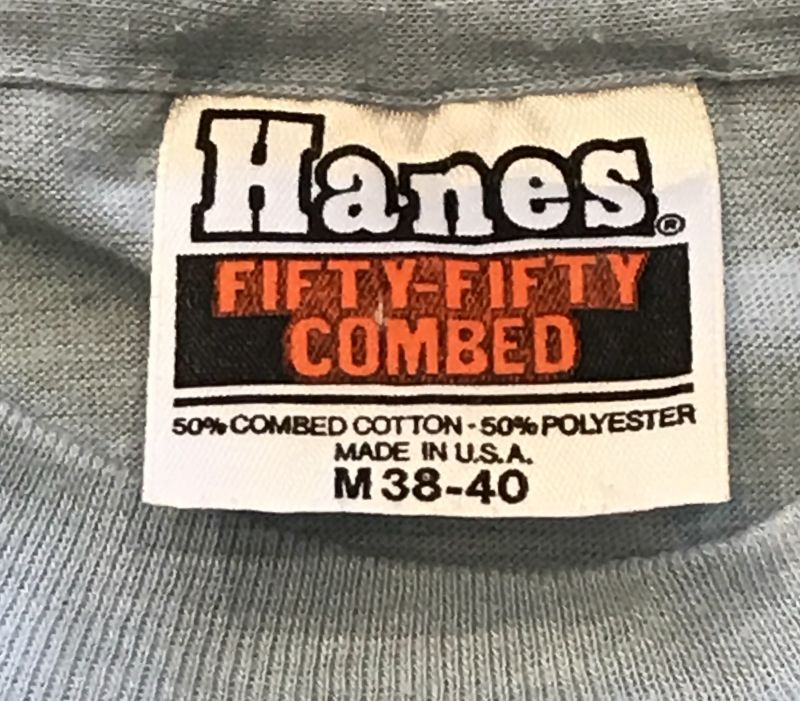 Hanes®
FIFTY-FIFTY
COMBED
50% COMBED COTTON - 50% POLYESTER
MADE IN U.S.A.
M 38-40